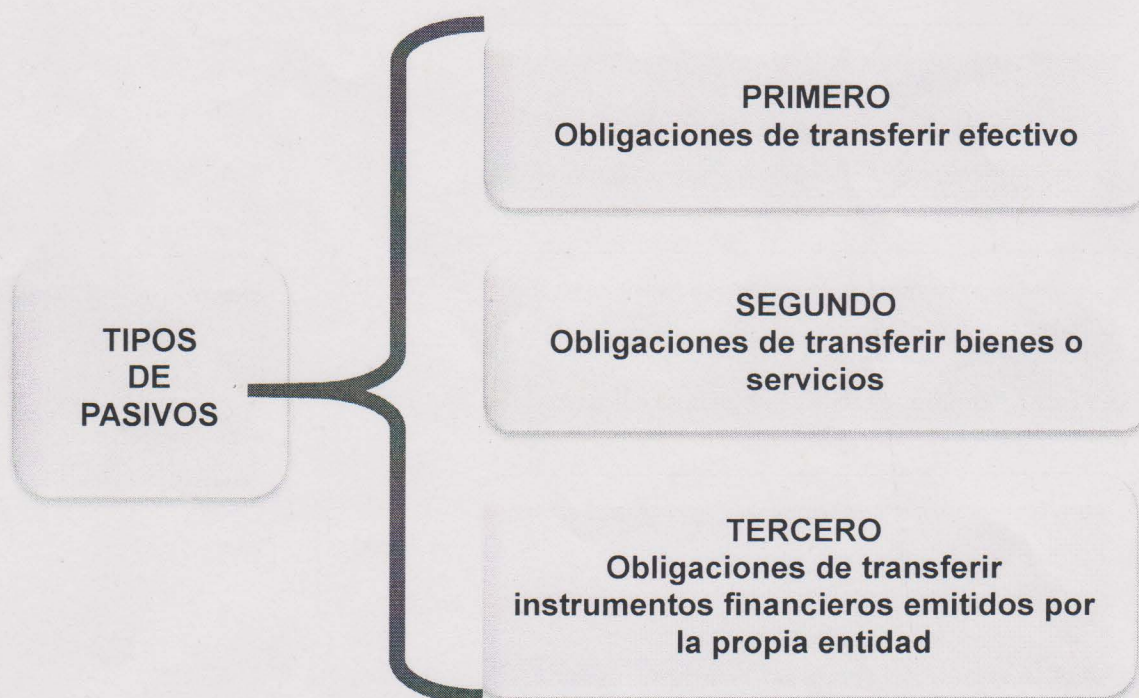 TIPOS
DE
PASIVOS
PRIMERO
Obligaciones de transferir efectivo
SEGUNDO
Obligaciones de transferir bienes o
servicios
TERCERO
Obligaciones de transferir
instrumentos financieros emitidos por
la propia entidad